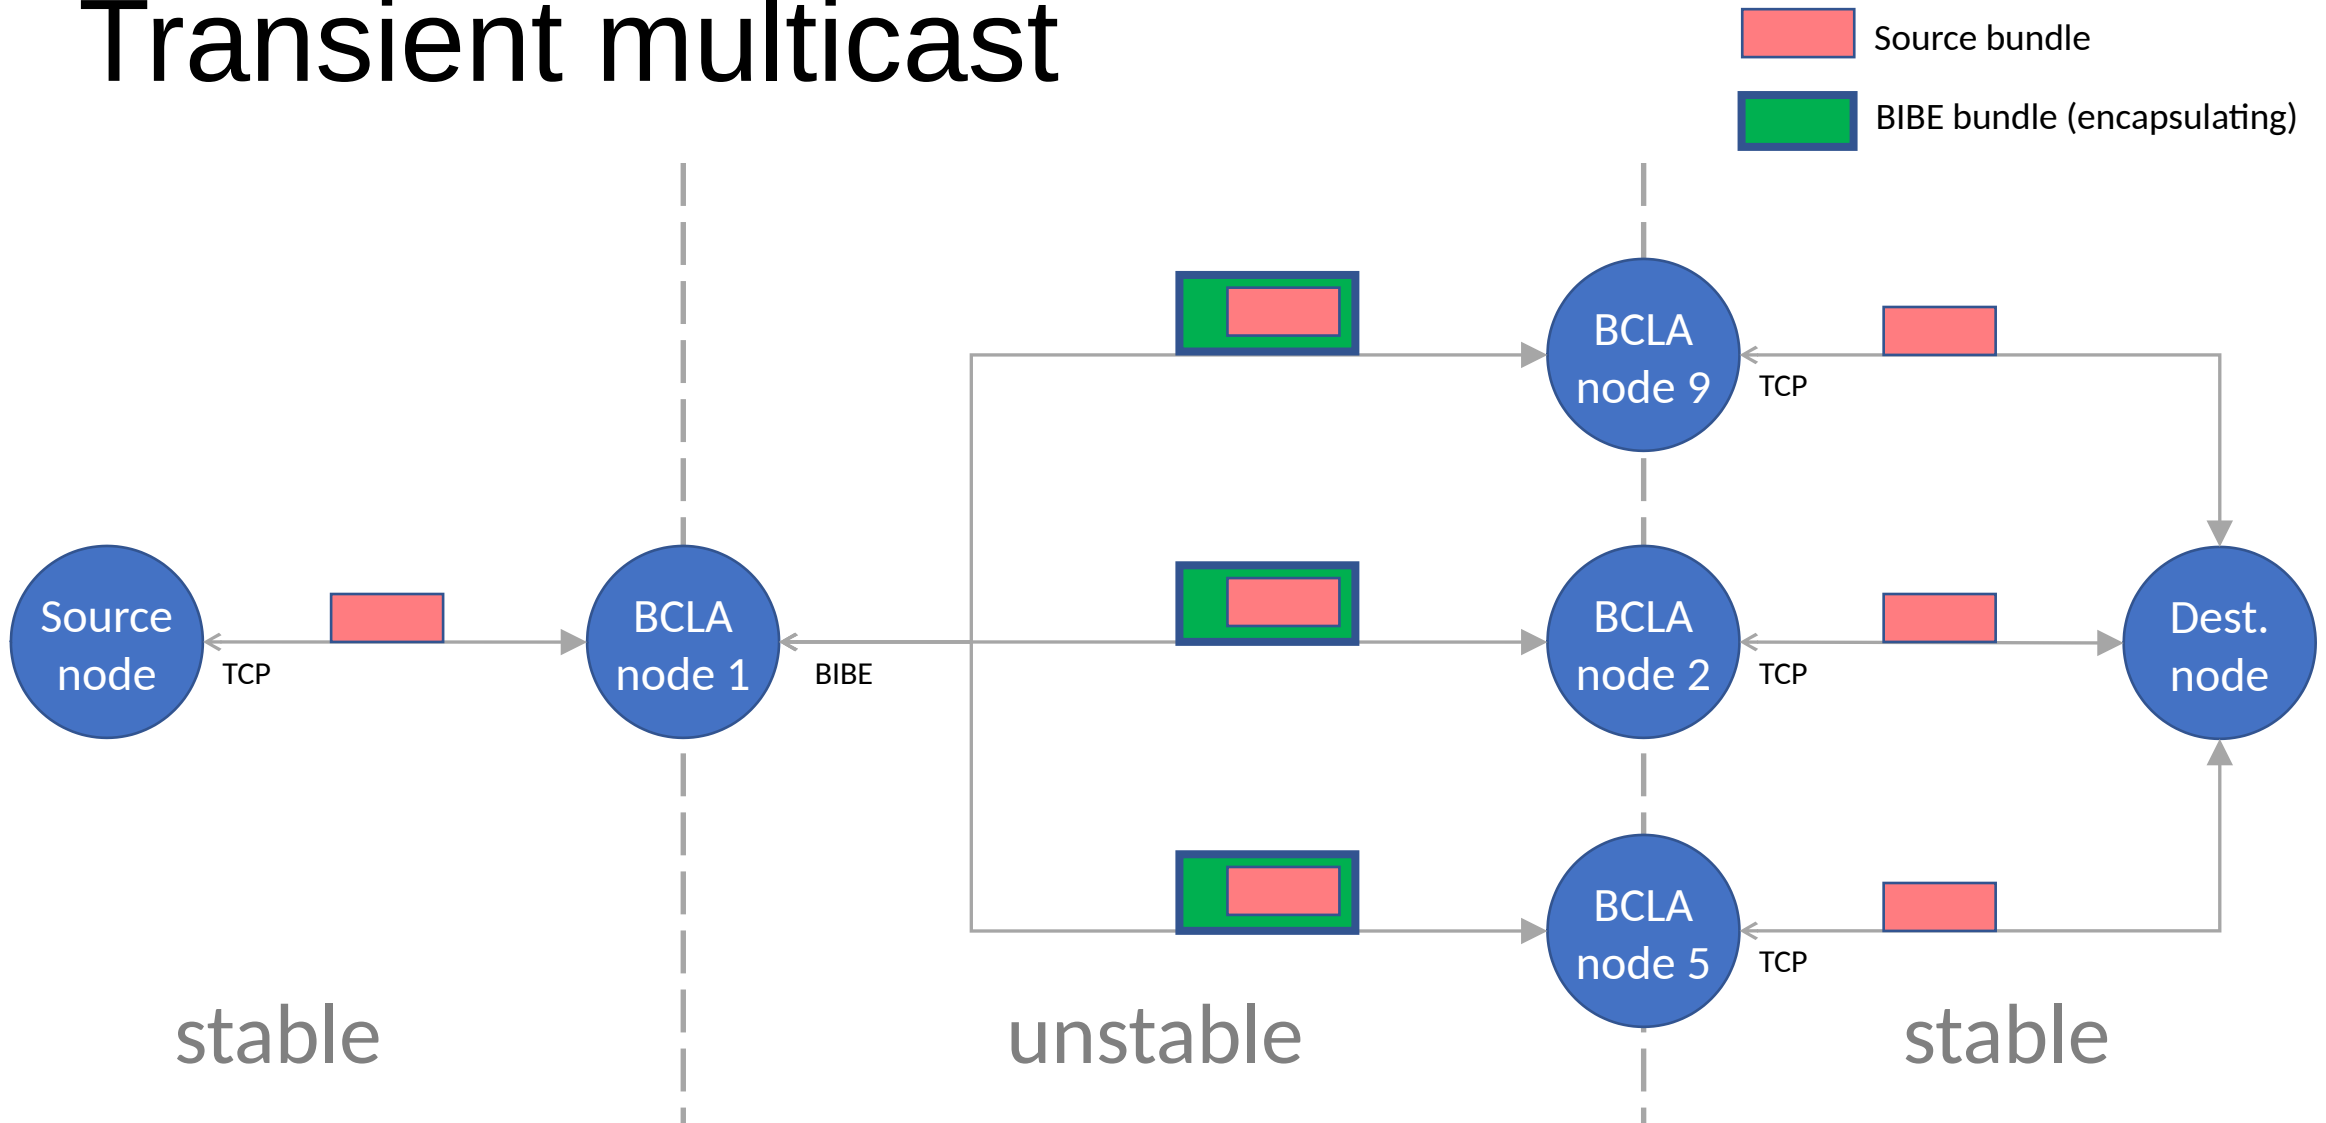 Transient multicast
Source bundle
BIBE bundle (encapsulating)
BCLA
node 9
TCP
Source
node
TCP
BCLA
node 1
BIBE
BCLA
node 2
TCP
Dest.
node
BCLA
node 5
TCP
stable
unstable
stable